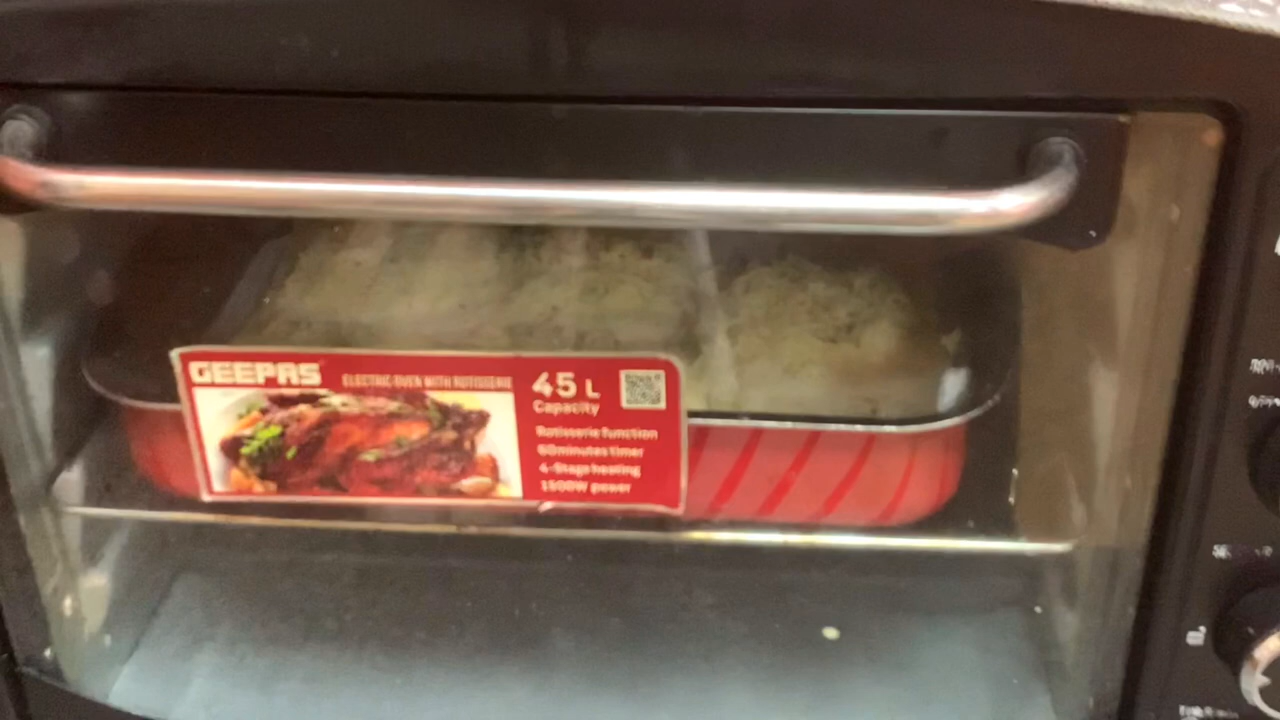 GEEPAS
ELECTRIC OVEN WITH ROTISSERIE
45 L
Capacity
Rotisserie function
60minutes timer
4-Stage heating
1500W power